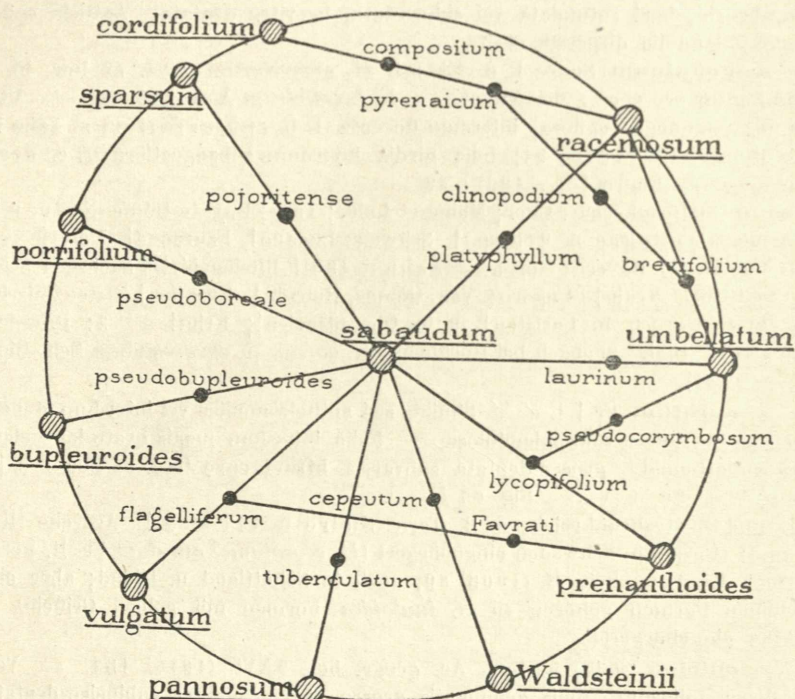 cordifolium
compositum
sparsum
pyrenaicum
racemosum
pojoritense
clinopodium
porrifolium
platyphyllum
brevifolium
pseudoboreale
sabaudum
umbellatum
laurinum
pseudobupleuroides
pseudocorymbosum
bupleuroides
lycopifolium
cepeutum
flagelliferum
Favrati
tuberculatum
prenanthoides
vulgatum
pannosum
Waldsteinii